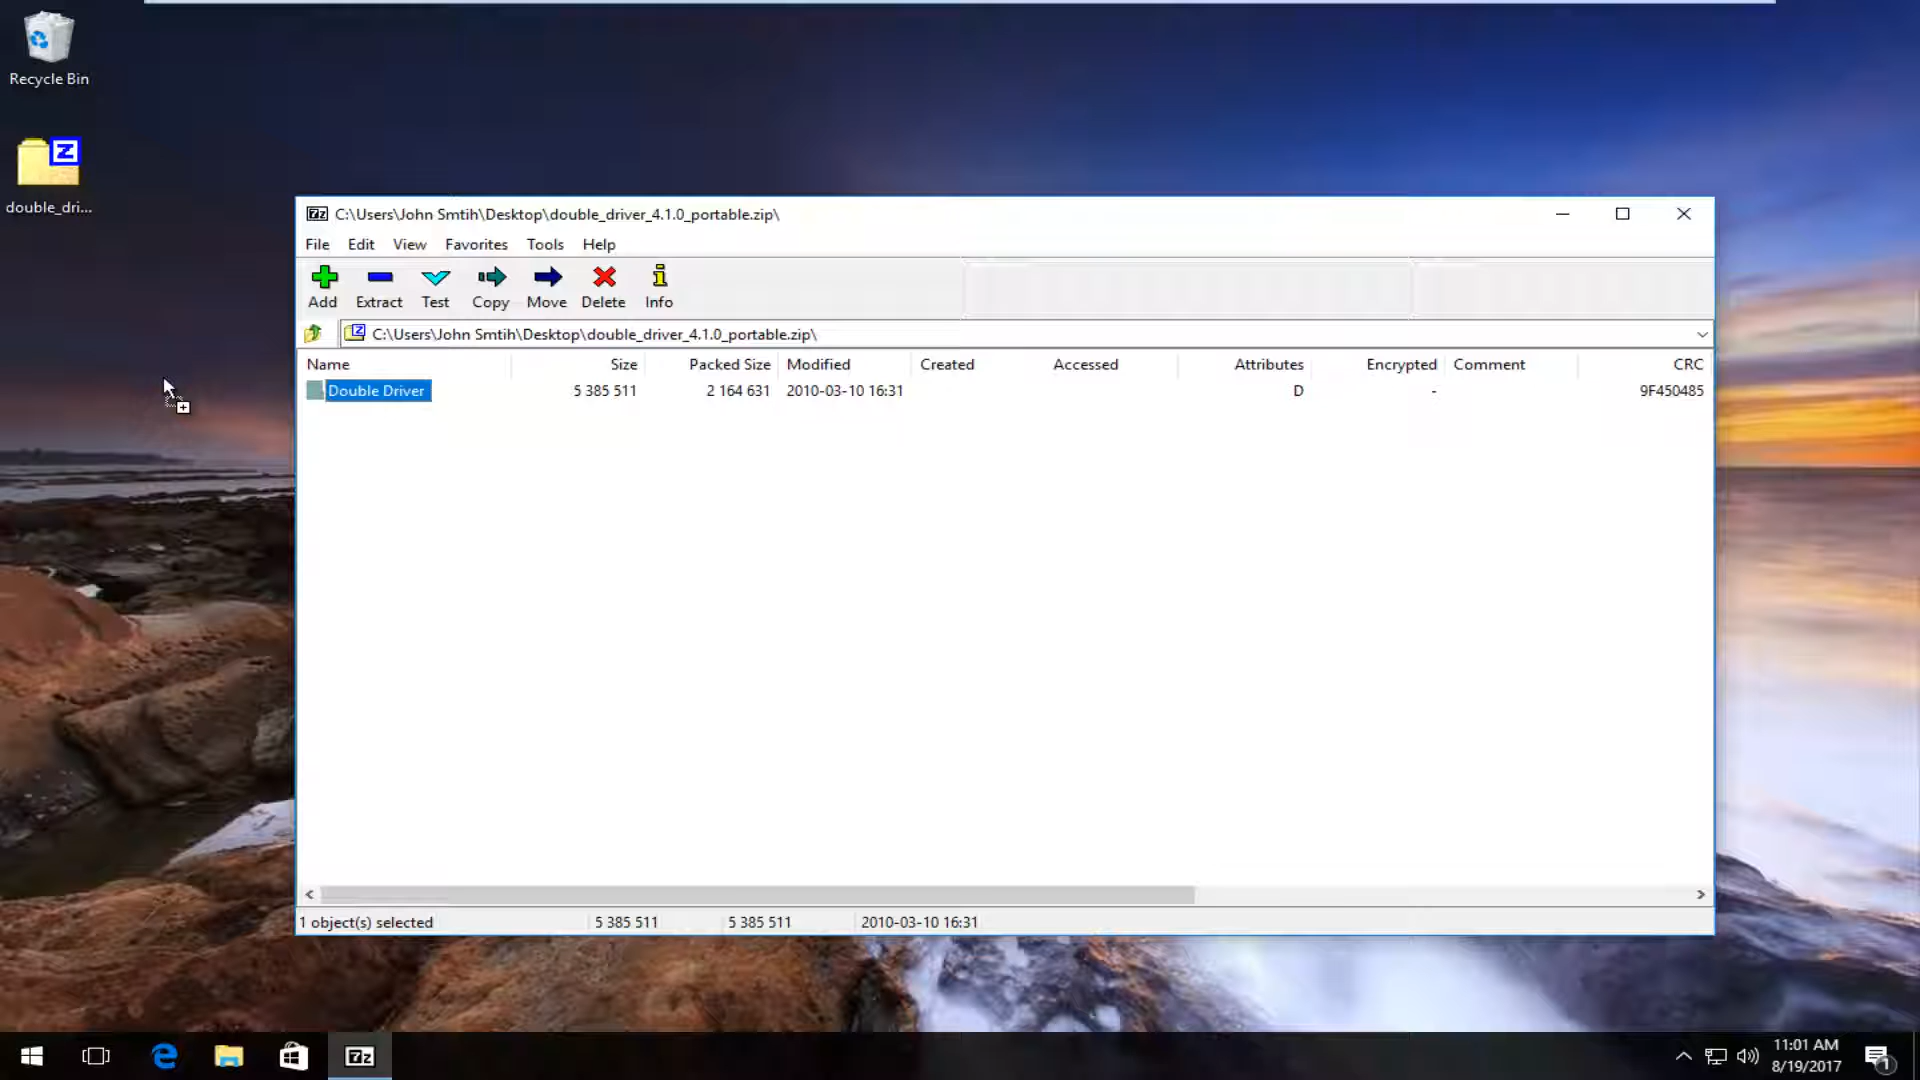 Recycle Bin
double_dri...
7z C:\Users\John Smtih\Desktop\double_driver_4.1.0_portable.zip\
File Edit View Favorites Tools Help
Add Extract Test Copy Move Delete Info
Z C:\Users\John Smtih\Desktop\double_driver_4.1.0_portable.zip\
Name Size Packed Size Modified Created Accessed Attributes Encrypted Comment CRC
Double Driver 5 385 511 2 164 631 2010-03-10 16:31 D - 9F450485
1 object(s) selected 5 385 511 5 385 511 2010-03-10 16:31
7z
11:01 AM
8/19/2017
1